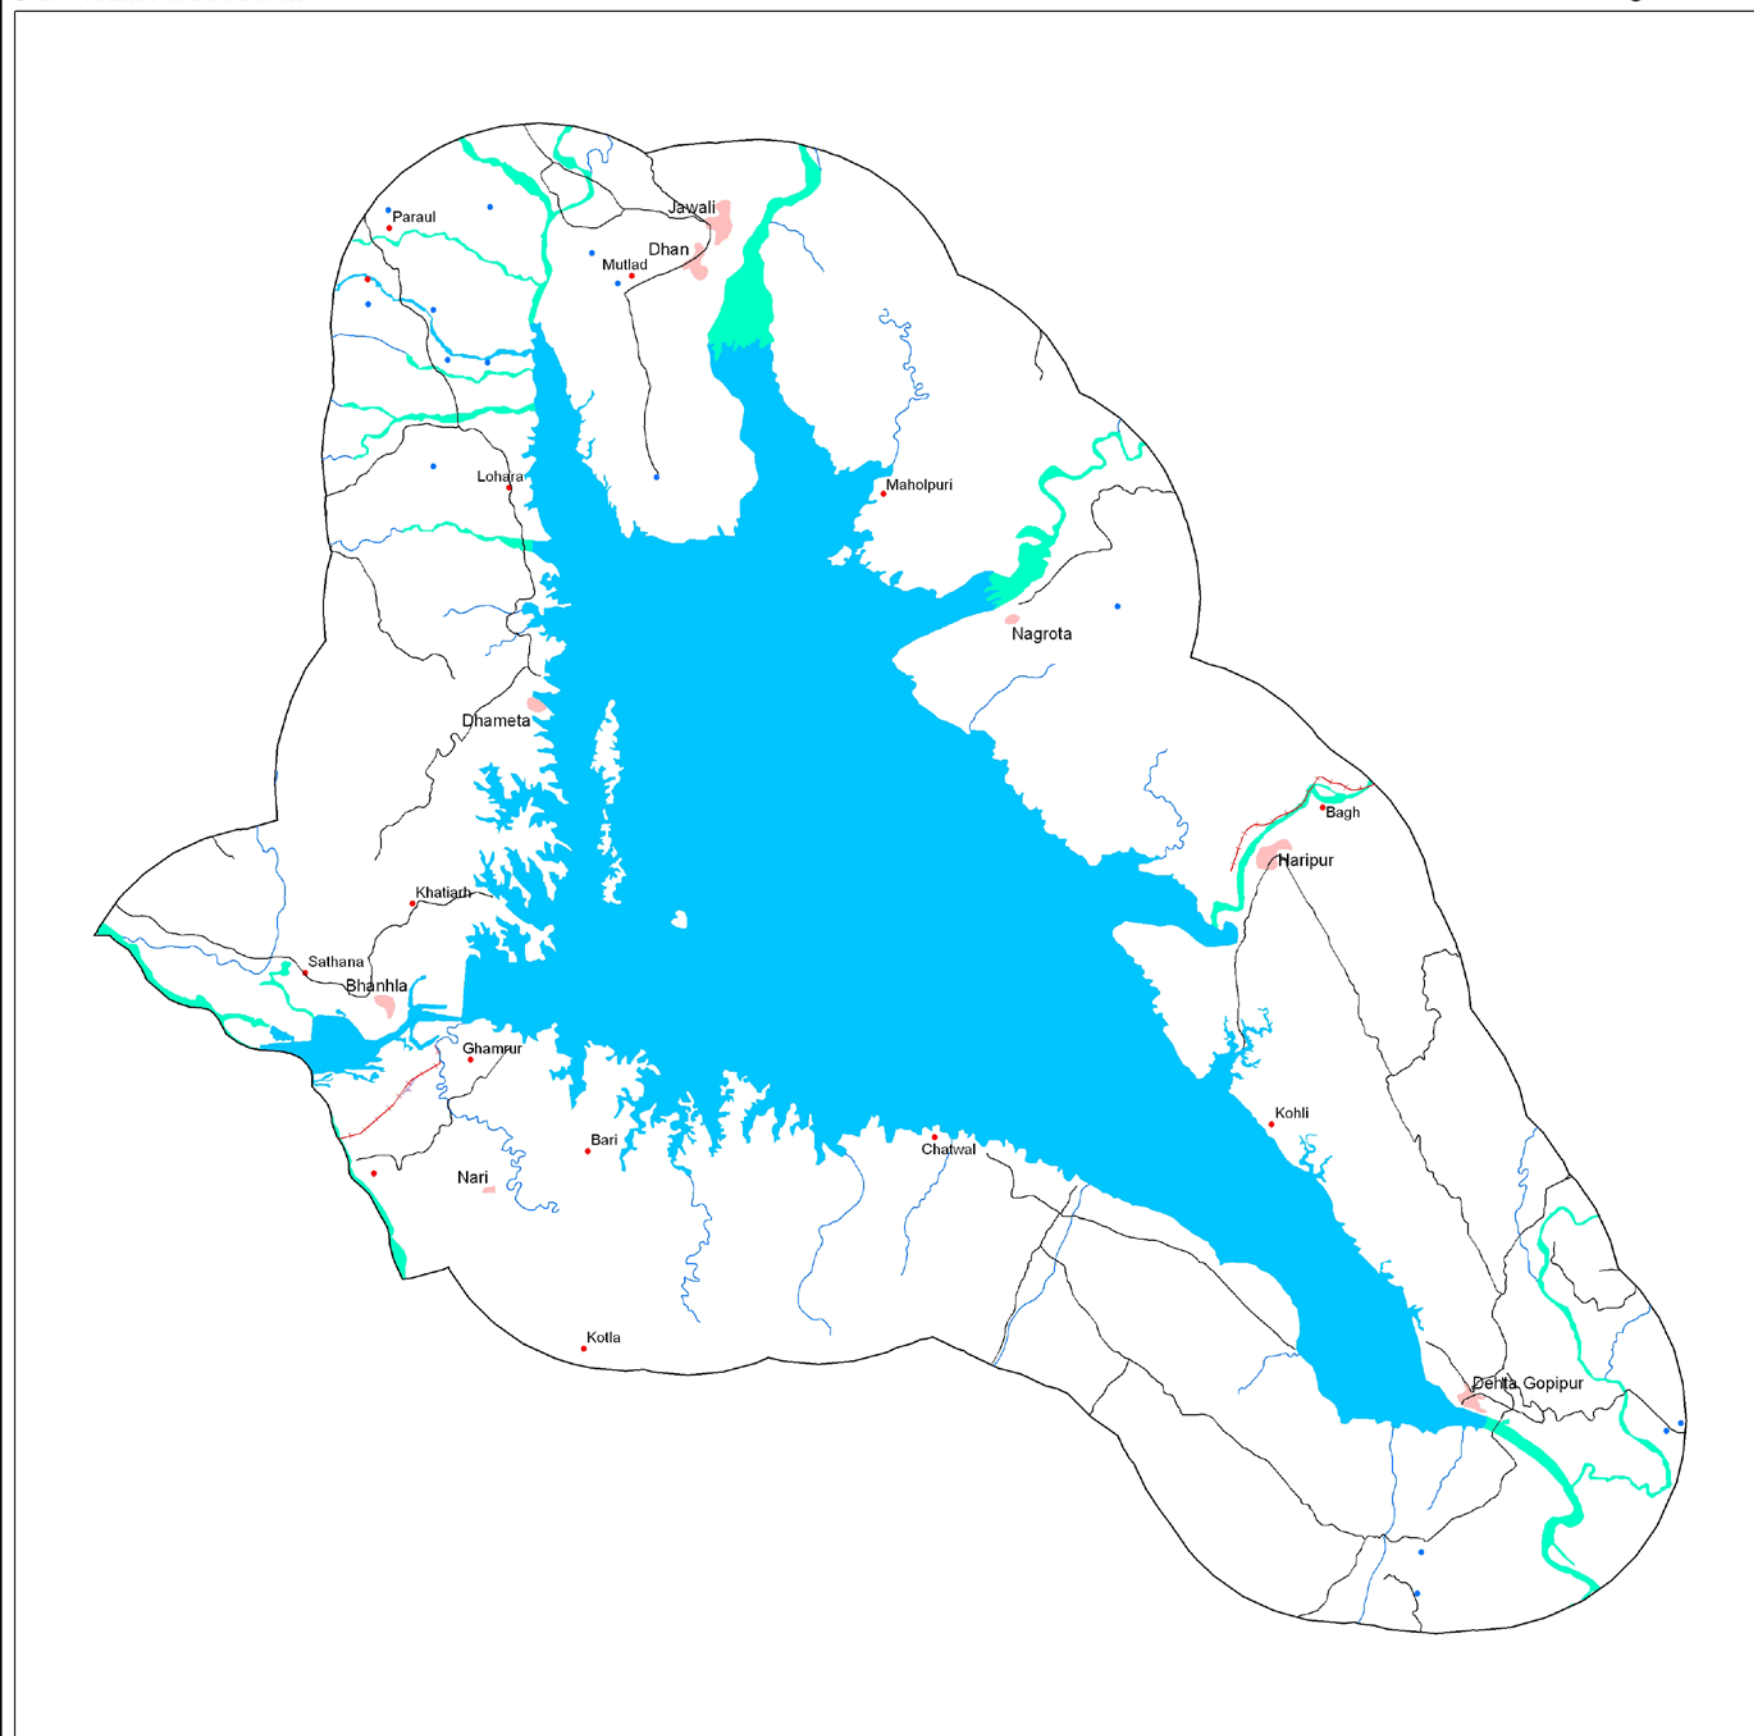 Jawali
Paraul
Dhan
Mutlad
Lohara
Maholpuri
Nagrota
Dhameta
Bagh
Haripur
Khatiarh
Sathana
Bhanhla
Ghamrur
Kohli
Bari
Chatwal
Nari
Kotla
Dehta Gopipur